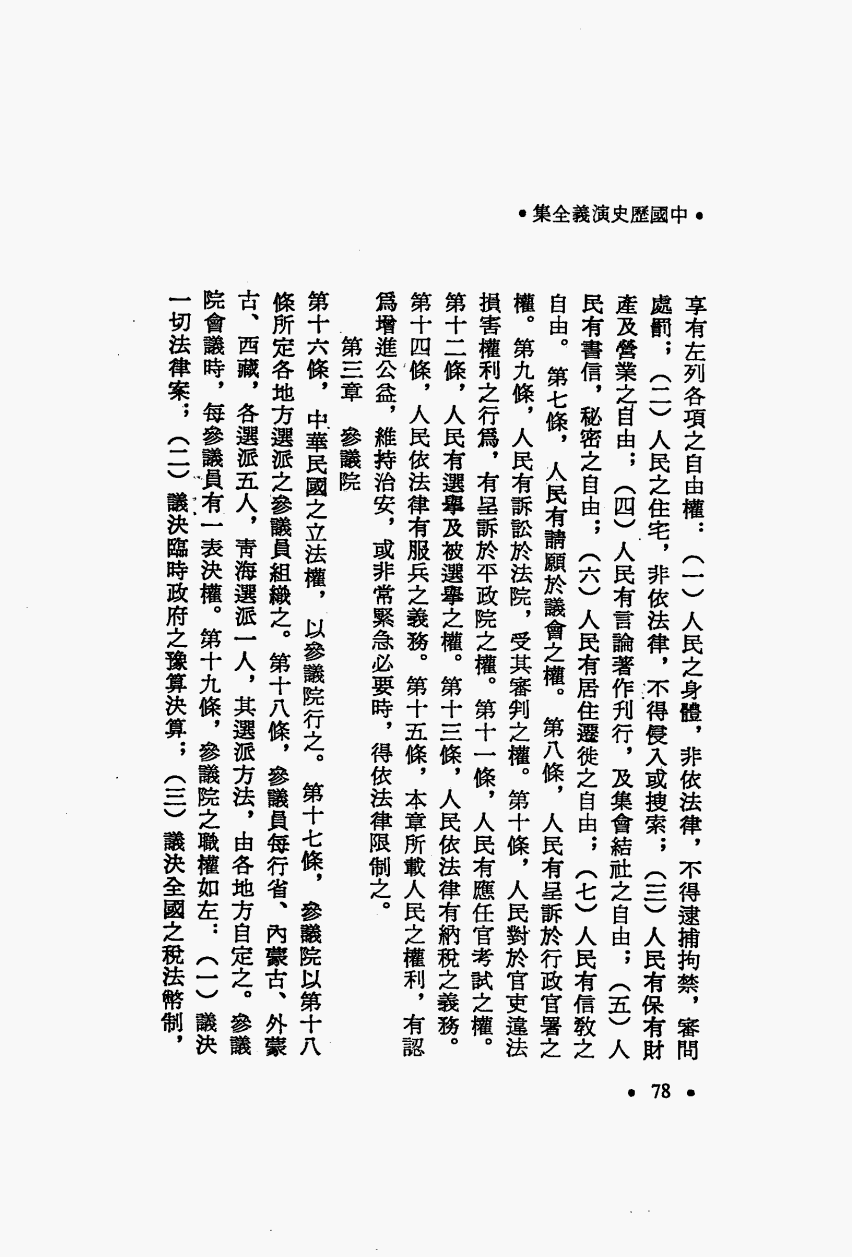 •中國歷史演義全集•
享有左列各項之自由權：（一）人民之身體，非依法律，不得逮捕拘禁，審問
處罰；（二）人民之住宅，非依法律，不得侵入或搜索；（三）人民有保有財
產及營業之自由；（四）人民有言論著作刋行，及集會結社之自由；（五）人
民有書信，秘密之自由；（六）人民有居住遷徙之自由；（七）人民有信教之
自由。第七條，人民有請願於議會之權。第八條，人民有呈訴於行政官署之
權。第九條，人民有訴訟於法院，受其審判之權。第十條，人民對於官吏違法
損害權利之行爲，有呈訴於平政院之權。第十一條，人民有應任官考試之權。
第十二條，人民有選舉及被選舉之權。第十三條，人民依法律有納稅之義務。
第十四條，人民依法律有服兵之義務。第十五條，本章所載人民之權利，有認
爲增進公益，維持治安，或非常緊急必要時，得依法律限制之。
第三章　參議院
第十六條，中華民國之立法權，以參議院行之。第十七條，參議院以第十八
條所定各地方選派之參議員組織之。第十八條，參議員每行省、內蒙古、外蒙
古、西藏，各選派五人，青海選派一人，其選派方法，由各地方自定之。參議
院會議時，每參議員有一表決權。第十九條，參議院之職權如左：（一）議決
一切法律案；（二）議決臨時政府之豫算決算；（三）議決全國之稅法幣制，
• 78 •